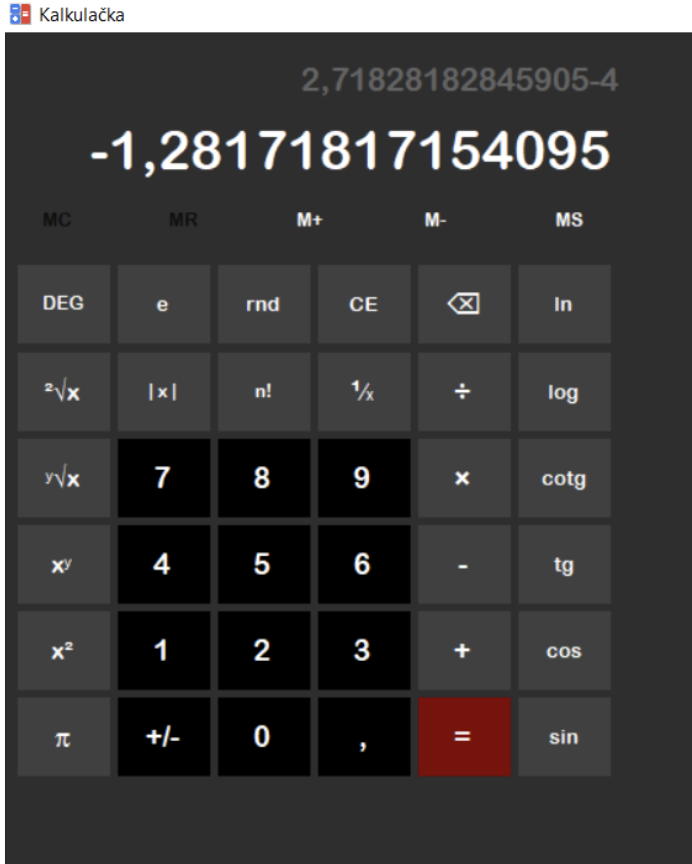 Kalkulačka
2,71828182845905-4
-1,28171817154095
MC MR M+ M- MS
DEG e rnd CE ln
²√x |x| n! ⅟ₓ ÷ log
ʸ√x 7 8 9 × cotg
xʸ 4 5 6 - tg
x² 1 2 3 + cos
π +/- 0 , = sin